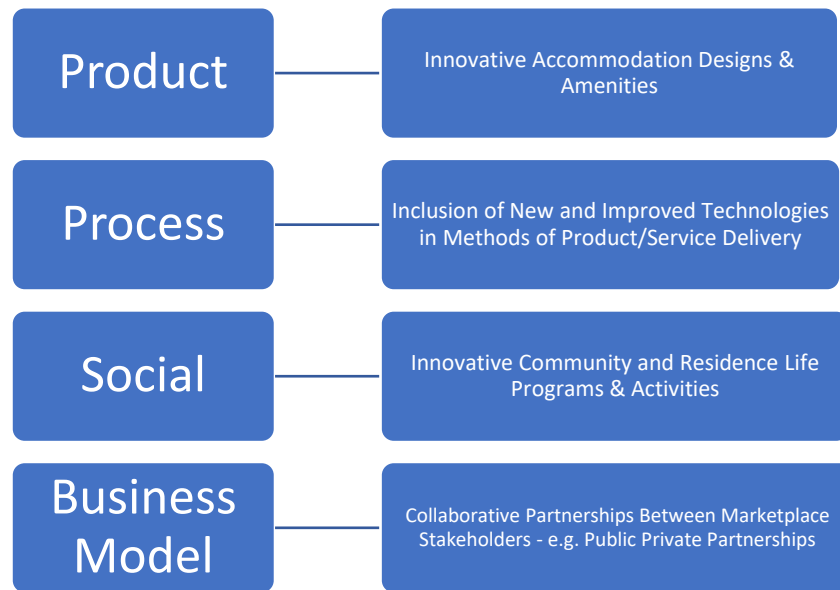 Product
Innovative Accommodation Designs &
Amenities
Process
Inclusion of New and Improved Technologies
in Methods of Product/Service Delivery
Social
Innovative Community and Residence Life
Programs & Activities
Business
Model
Collaborative Partnerships Between Marketplace
Stakeholders - e.g. Public Private Partnerships